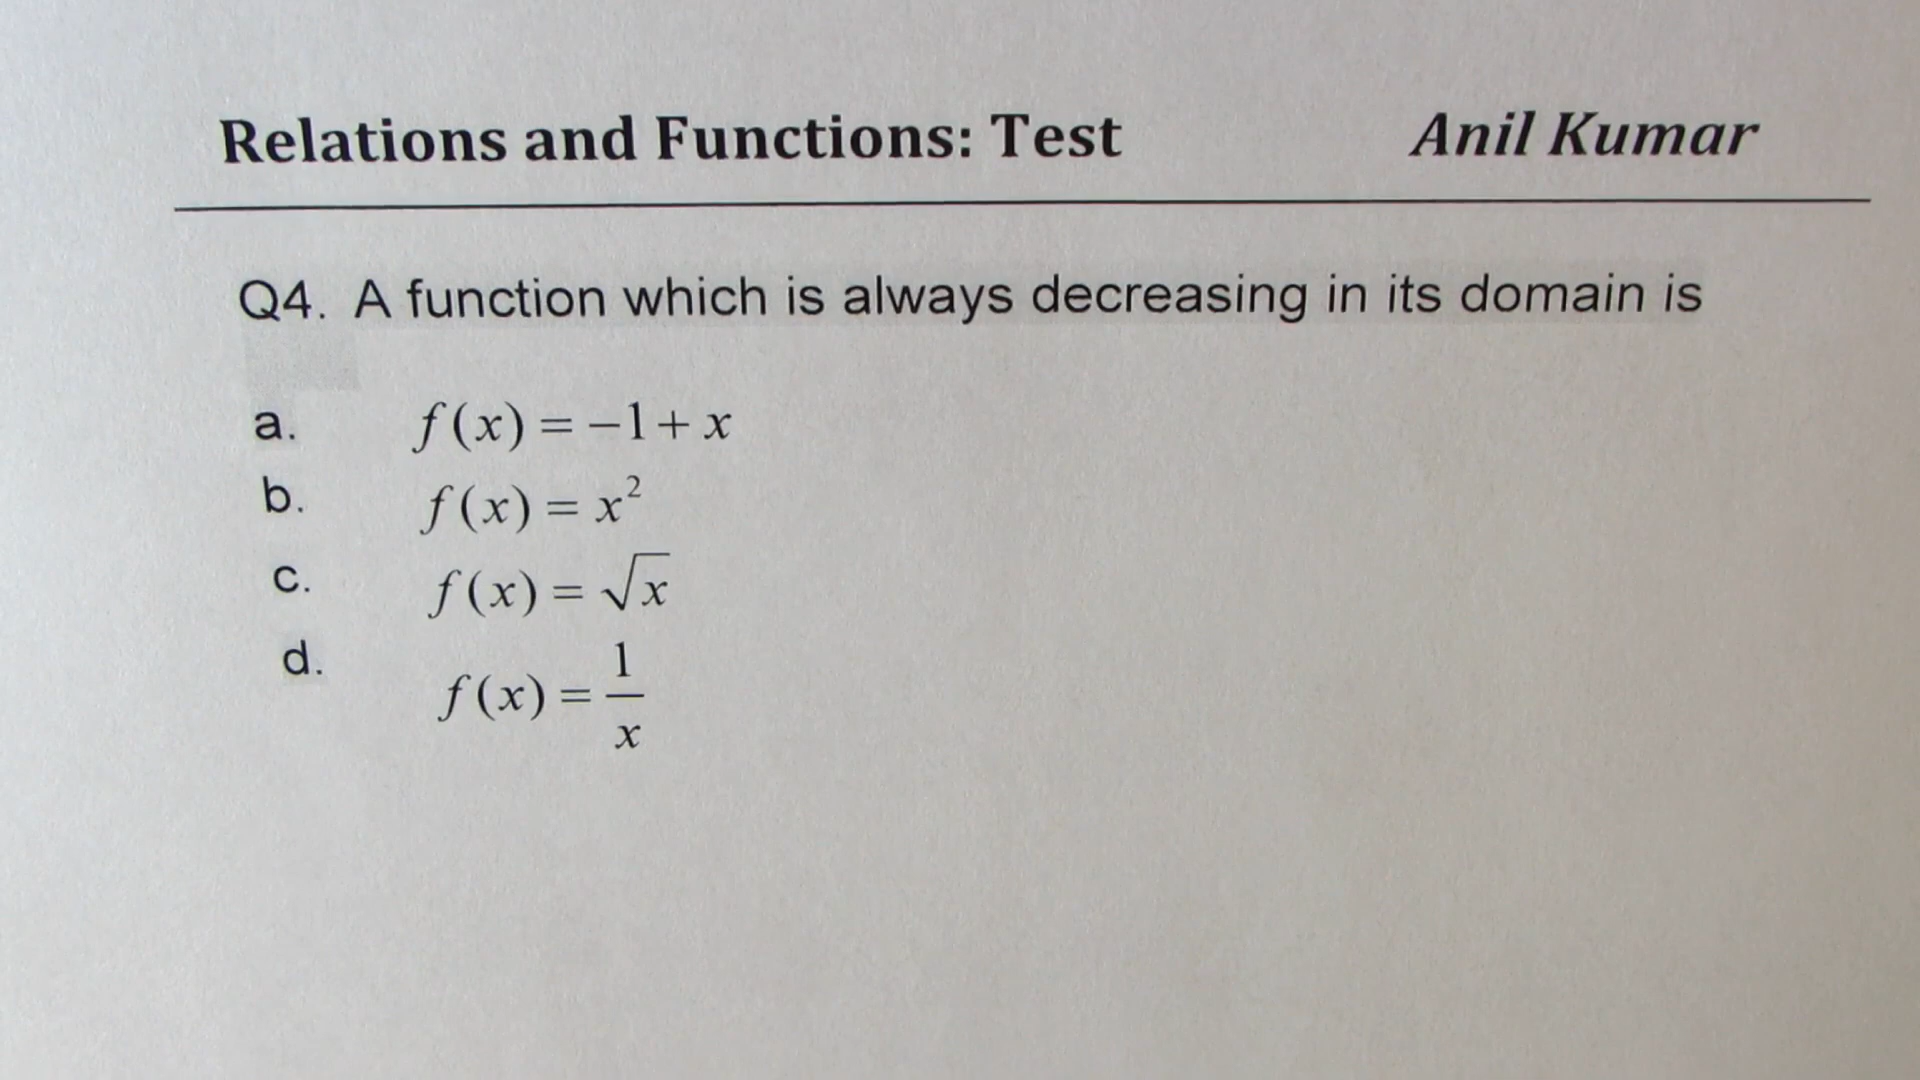 Relations and Functions: Test Anil Kumar
Q4. A function which is always decreasing in its domain is
a. f(x) = −1 + x
b. f(x) = x²
c. f(x) = √x
d. f(x) = 1/x